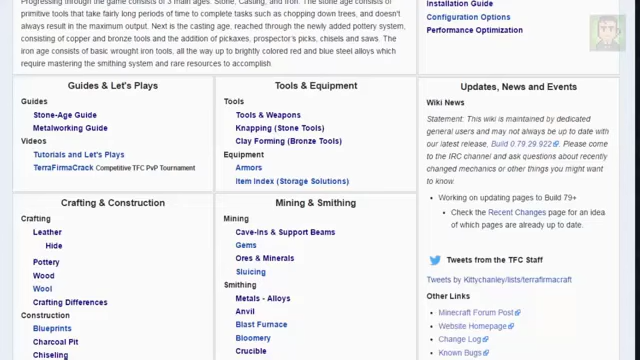 Progressing through the game consists of 3 main ages: Stone, Casting, and Iron. The stone age consists of
primitive tools that take fairly long periods of time to complete tasks such as chopping down trees, and doesn't
always result in the maximum output. Next is the casting age, reached through the newly added pottery system,
consisting of copper and bronze tools and the addition of pickaxes, prospector's picks, chisels and saws. The
iron age consists of basic wrought iron tools, all the way up to brightly colored red and blue steel alloys which
require mastering the smithing system and rare resources to accomplish.
Installation Guide
Configuration Options
Performance Optimization
Guides & Let's Plays
Guides
Stone-Age Guide
Metalworking Guide
Videos
Tutorials and Let's Plays
TerraFirmaCrack Competitive TFC PvP Tournament
Tools & Equipment
Tools
Tools & Weapons
Knapping (Stone Tools)
Clay Forming (Bronze Tools)
Equipment
Armors
Item Index (Storage Solutions)
Updates, News and Events
Wiki News
Statement: This wiki is maintained by dedicated
general users and may not always be up to date with
our latest release, Build 0.79.29.922. Please come
to the IRC channel and ask questions about recently
changed mechanics or other things you might want
to know.
Working on updating pages to Build 79+
Check the Recent Changes page for an idea
of which pages are already up to date.
Tweets from the TFC Staff
Tweets by Kittychanley/lists/terrafirmacraft
Other Links
Minecraft Forum Post
Website Homepage
Change Log
Known Bugs
Crafting & Construction
Crafting
Leather
Hide
Pottery
Wood
Wool
Crafting Differences
Construction
Blueprints
Charcoal Pit
Chiseling
Mining & Smithing
Mining
Cave-Ins & Support Beams
Gems
Ores & Minerals
Sluicing
Smithing
Metals - Alloys
Anvil
Blast Furnace
Bloomery
Crucible